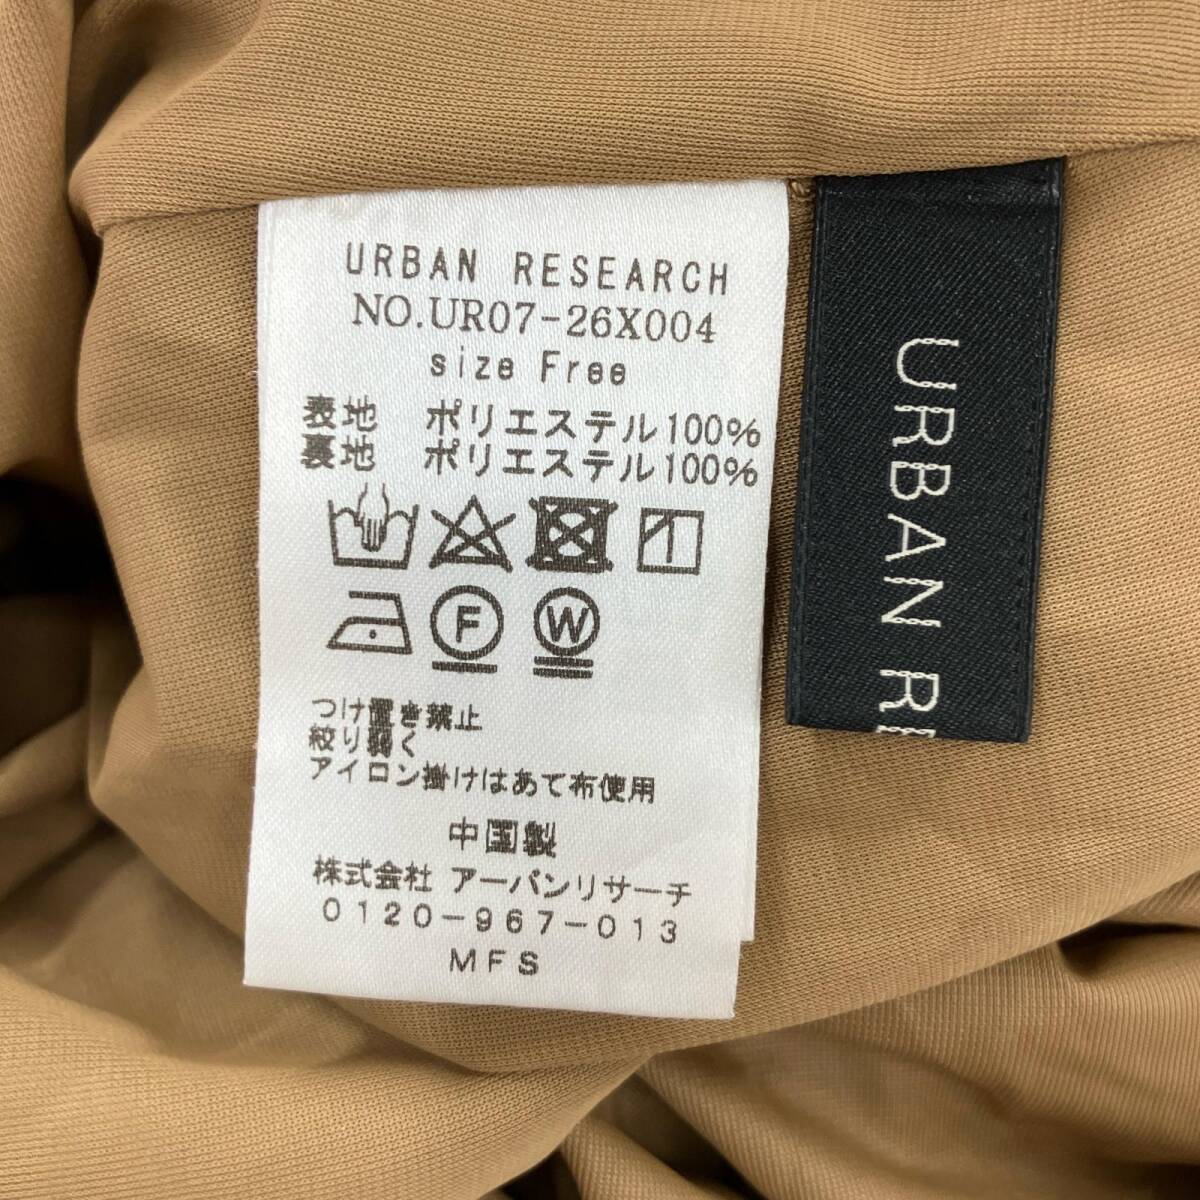 URBAN RESEARCH
NO.UR07-26X004
size Free
表地 ポリエステル100%
裏地 ポリエステル100%
F W
つけ置き禁止
絞り弱く
アイロン掛けはあて布使用
中国製
株式会社 アーバンリサーチ
0120-967-013
MFS
URBAN RE